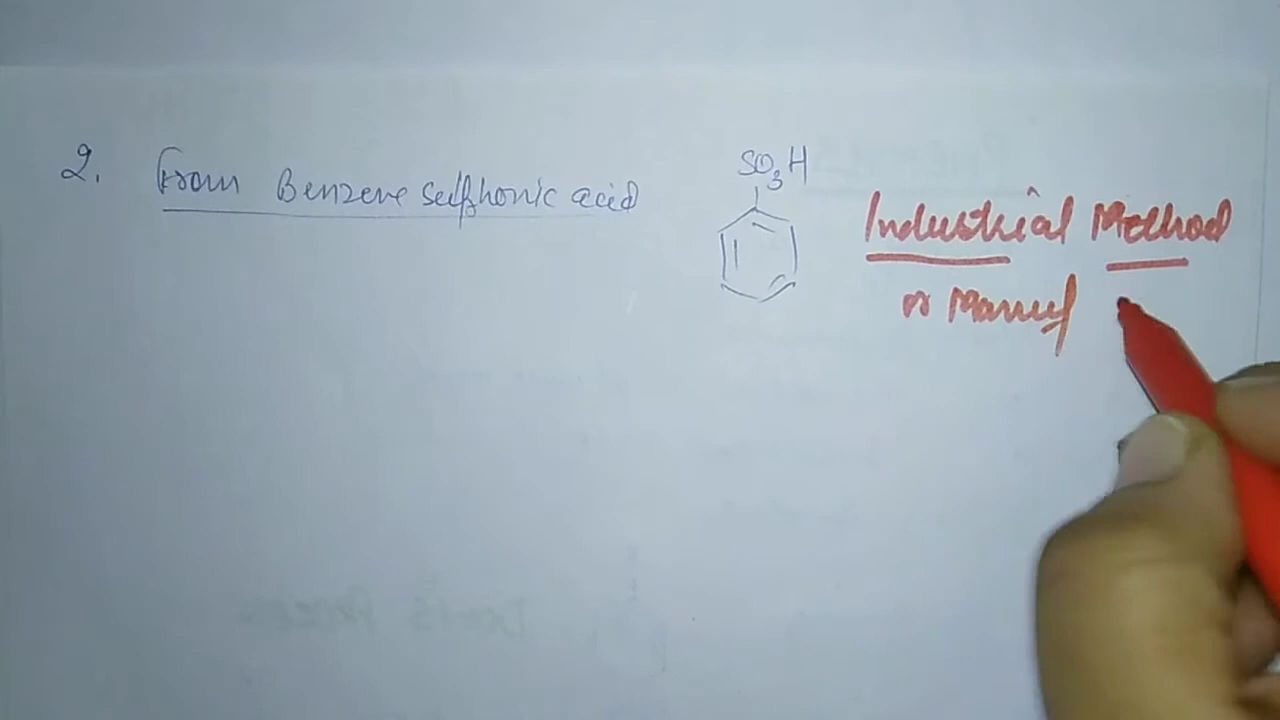 2. From Benzene sulphonic acid
SO3H
Industrial Method
or Manuf